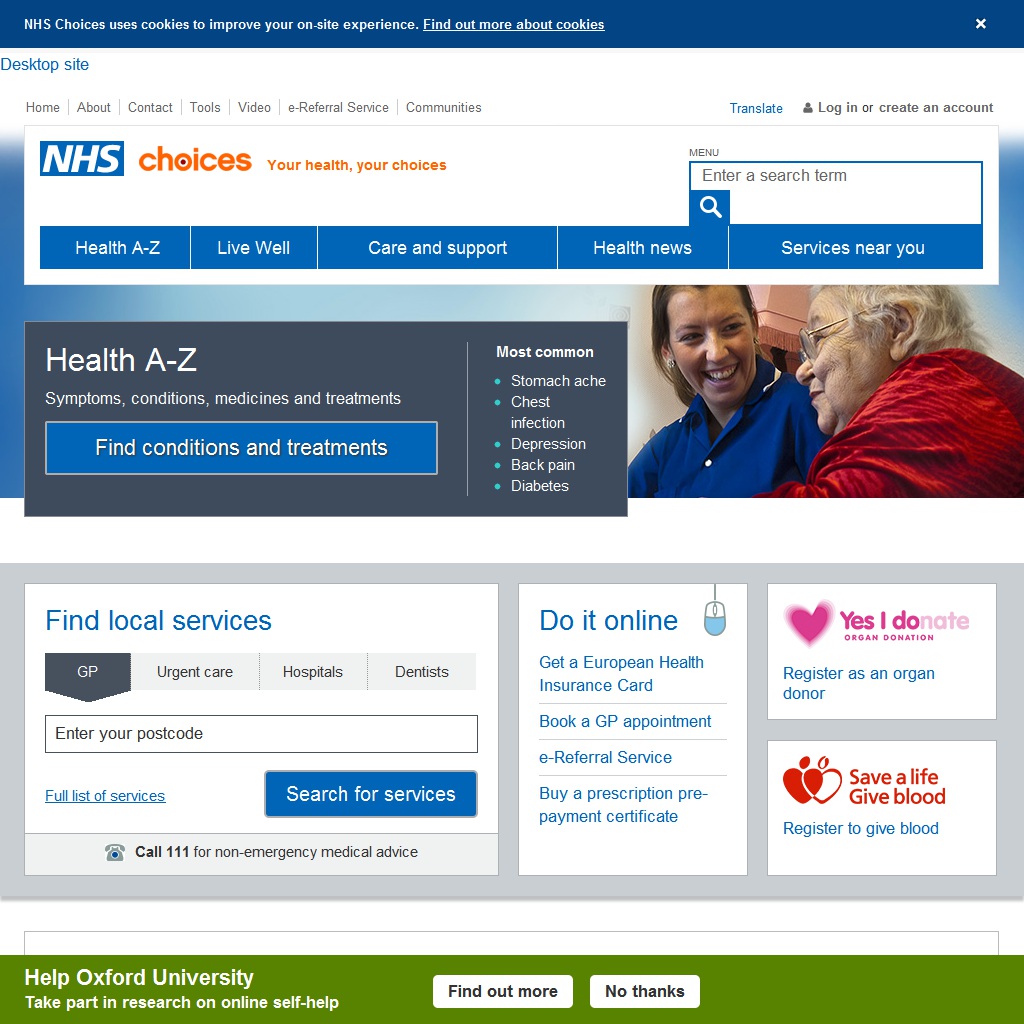 NHS Choices uses cookies to improve your on-site experience. Find out more about cookies ×
Desktop site
Home About Contact Tools Video e-Referral Service Communities
Translate Log in or create an account
NHS choices Your health, your choices
MENU
Enter a search term
Health A-Z Live Well Care and support Health news Services near you
Health A-Z
Symptoms, conditions, medicines and treatments
Find conditions and treatments
Most common
Stomach ache
Chest
infection
Depression
Back pain
Diabetes
Find local services
GP Urgent care Hospitals Dentists
Enter your postcode
Full list of services
Search for services
Call 111 for non-emergency medical advice
Do it online
Get a European Health
Insurance Card
Book a GP appointment
e-Referral Service
Buy a prescription pre-
payment certificate
Yes I donate
ORGAN DONATION
Register as an organ
donor
Save a life
Give blood
Register to give blood
Help Oxford University
Take part in research on online self-help
Find out more
No thanks